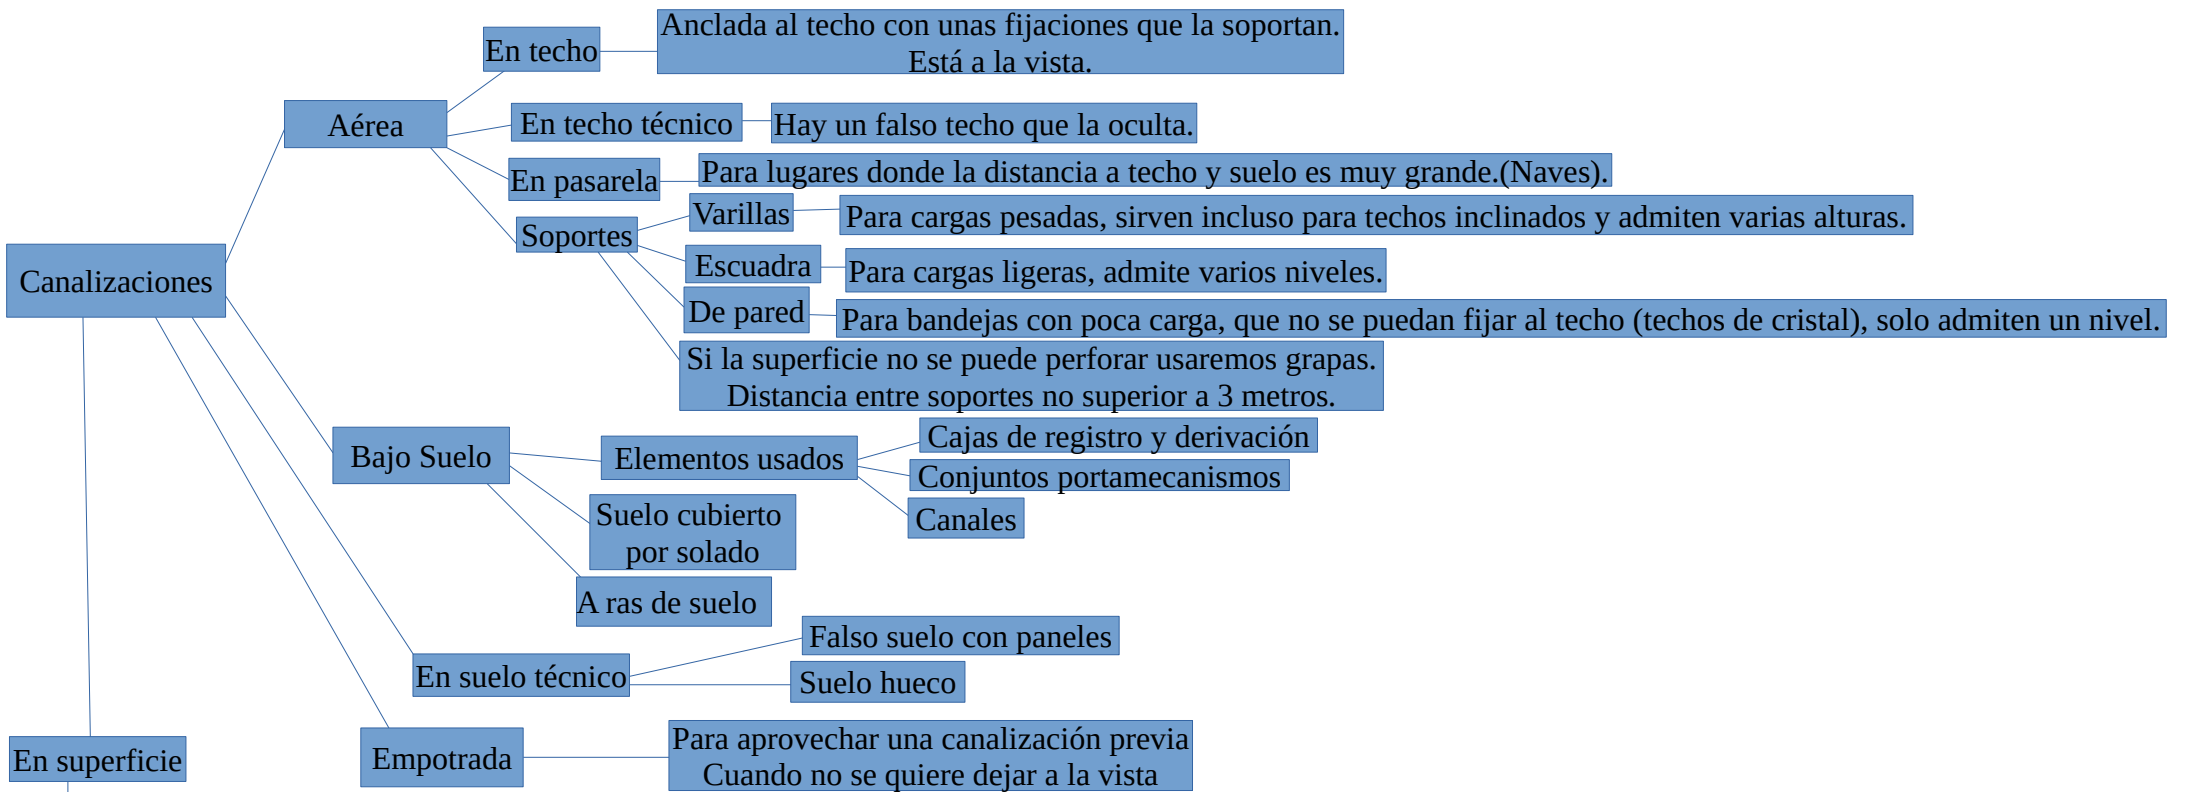 Canalizaciones
Aérea
En techo
Anclada al techo con unas fijaciones que la soportan.
Está a la vista.
En techo técnico
Hay un falso techo que la oculta.
En pasarela
Para lugares donde la distancia a techo y suelo es muy grande.(Naves).
Soportes
Varillas
Para cargas pesadas, sirven incluso para techos inclinados y admiten varias alturas.
Escuadra
Para cargas ligeras, admite varios niveles.
De pared
Para bandejas con poca carga, que no se puedan fijar al techo (techos de cristal), solo admiten un nivel.
Si la superficie no se puede perforar usaremos grapas.
Distancia entre soportes no superior a 3 metros.
Bajo Suelo
Elementos usados
Cajas de registro y derivación
Conjuntos portamecanismos
Canales
Suelo cubierto
por solado
A ras de suelo
En suelo técnico
Falso suelo con paneles
Suelo hueco
Empotrada
Para aprovechar una canalización previa
Cuando no se quiere dejar a la vista
En superficie